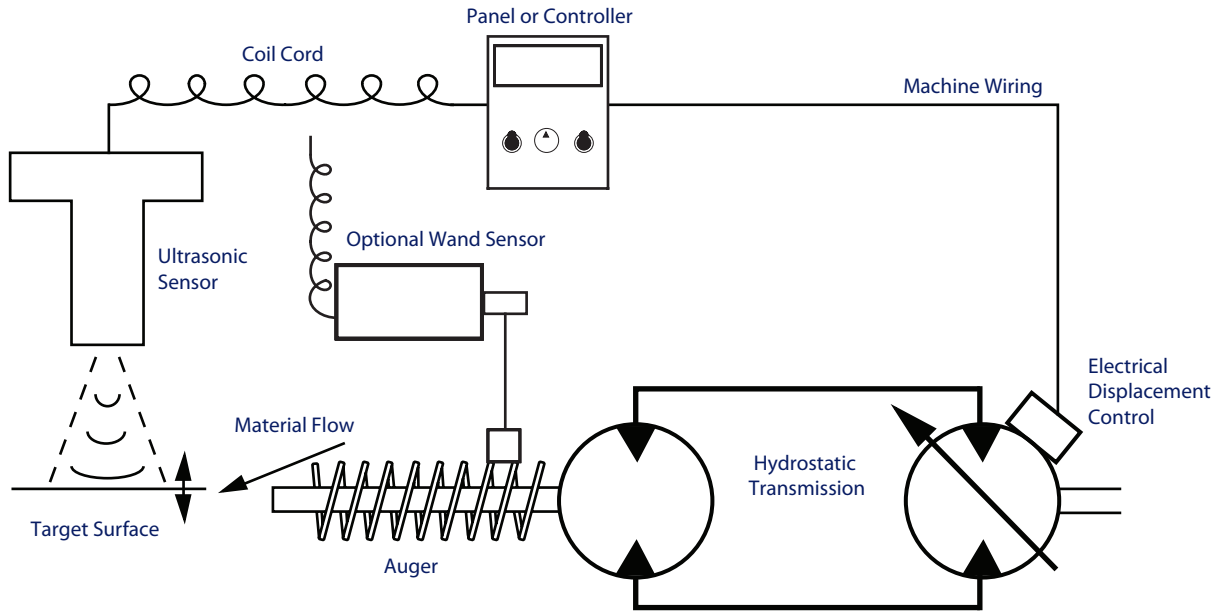 Panel or Controller
Coil Cord
Machine Wiring
Optional Wand Sensor
Ultrasonic
Sensor
Electrical
Displacement
Control
Material Flow
Hydrostatic
Transmission
Target Surface
Auger